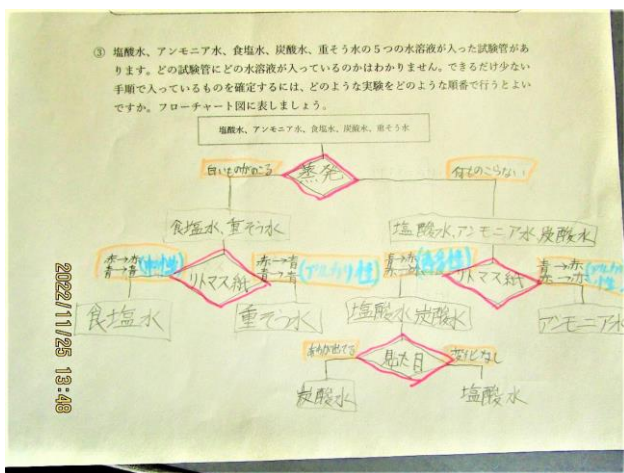 ③ 塩酸水、アンモニア水、食塩水、炭酸水、重そう水の5つの水溶液が入った試験管があ
ります。どの試験管にどの水溶液が入っているのかはわかりません。できるだけ少ない
手順で入っているものを確定するには、どのような実験をどのような順番で行うとよい
ですか。フローチャート図に表しましょう。
塩酸水、アンモニア水、食塩水、炭酸水、重そう水
白いものがのこる
蒸発
何ものこらない
食塩水、重そう水
塩酸水、アンモニア水、炭酸水
赤→赤
青→青
(中性)
リトマス紙
赤→青
青→青
(アルカリ性)
青→赤
赤→赤
(酸性)
リトマス紙
食塩水
重そう水
塩酸水 炭酸水
アンモニア水
あわが出てる
見た目
変化なし
炭酸水
塩酸水
2022/11/25 13:48